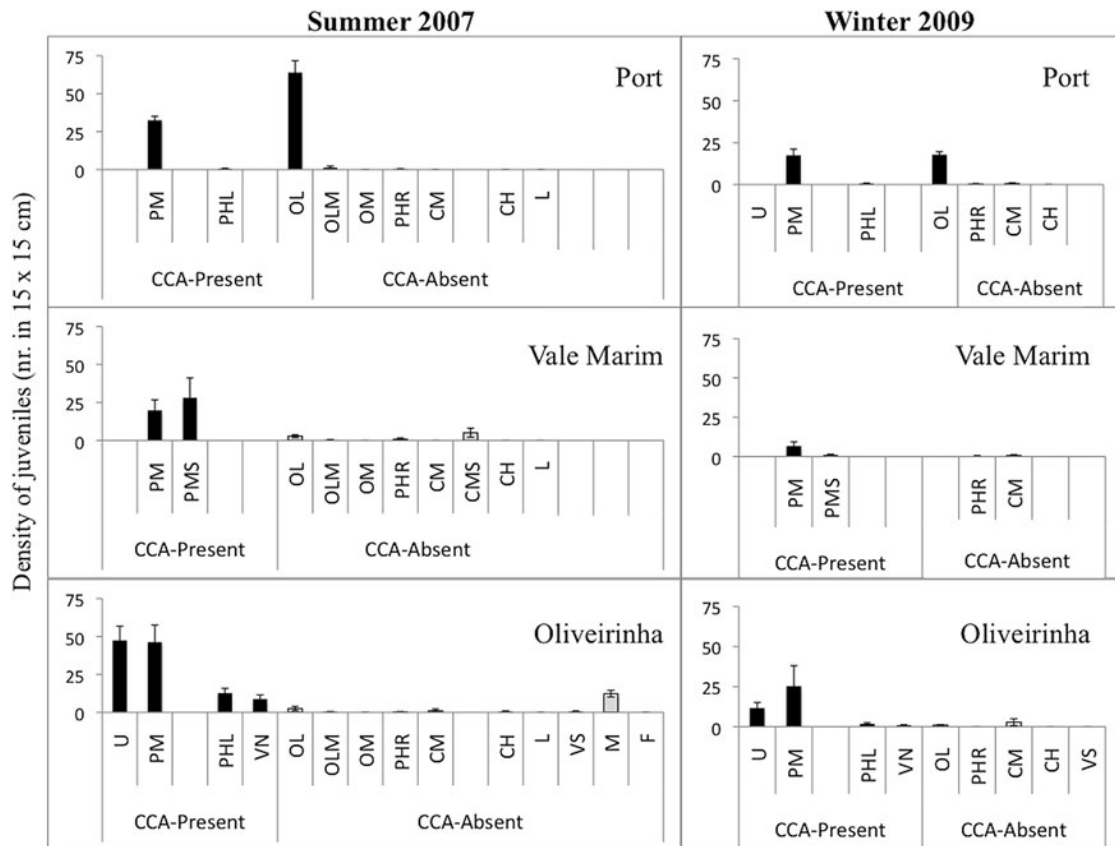 Summer 2007
Winter 2009
Density of juveniles (nr. in 15 x 15 cm)
Port
75
50
25
0
PM
PHL
OL
OLM
OM
PHR
CM
CH
L
CCA-Present
CCA-Absent
Port
75
50
25
0
U
PM
PHL
OL
PHR
CM
CH
CCA-Present
CCA-Absent
Vale Marim
75
50
25
0
PM
PMS
OL
OLM
OM
PHR
CM
CMS
CH
L
CCA-Present
CCA-Absent
Vale Marim
75
50
25
0
PM
PMS
PHR
CM
CCA-Present
CCA-Absent
Oliveirinha
75
50
25
0
U
PM
PHL
VN
OL
OLM
OM
PHR
CM
CH
L
VS
M
F
CCA-Present
CCA-Absent
Oliveirinha
75
50
25
0
U
PM
PHL
VN
OL
PHR
CM
CH
VS
CCA-Present
CCA-Absent